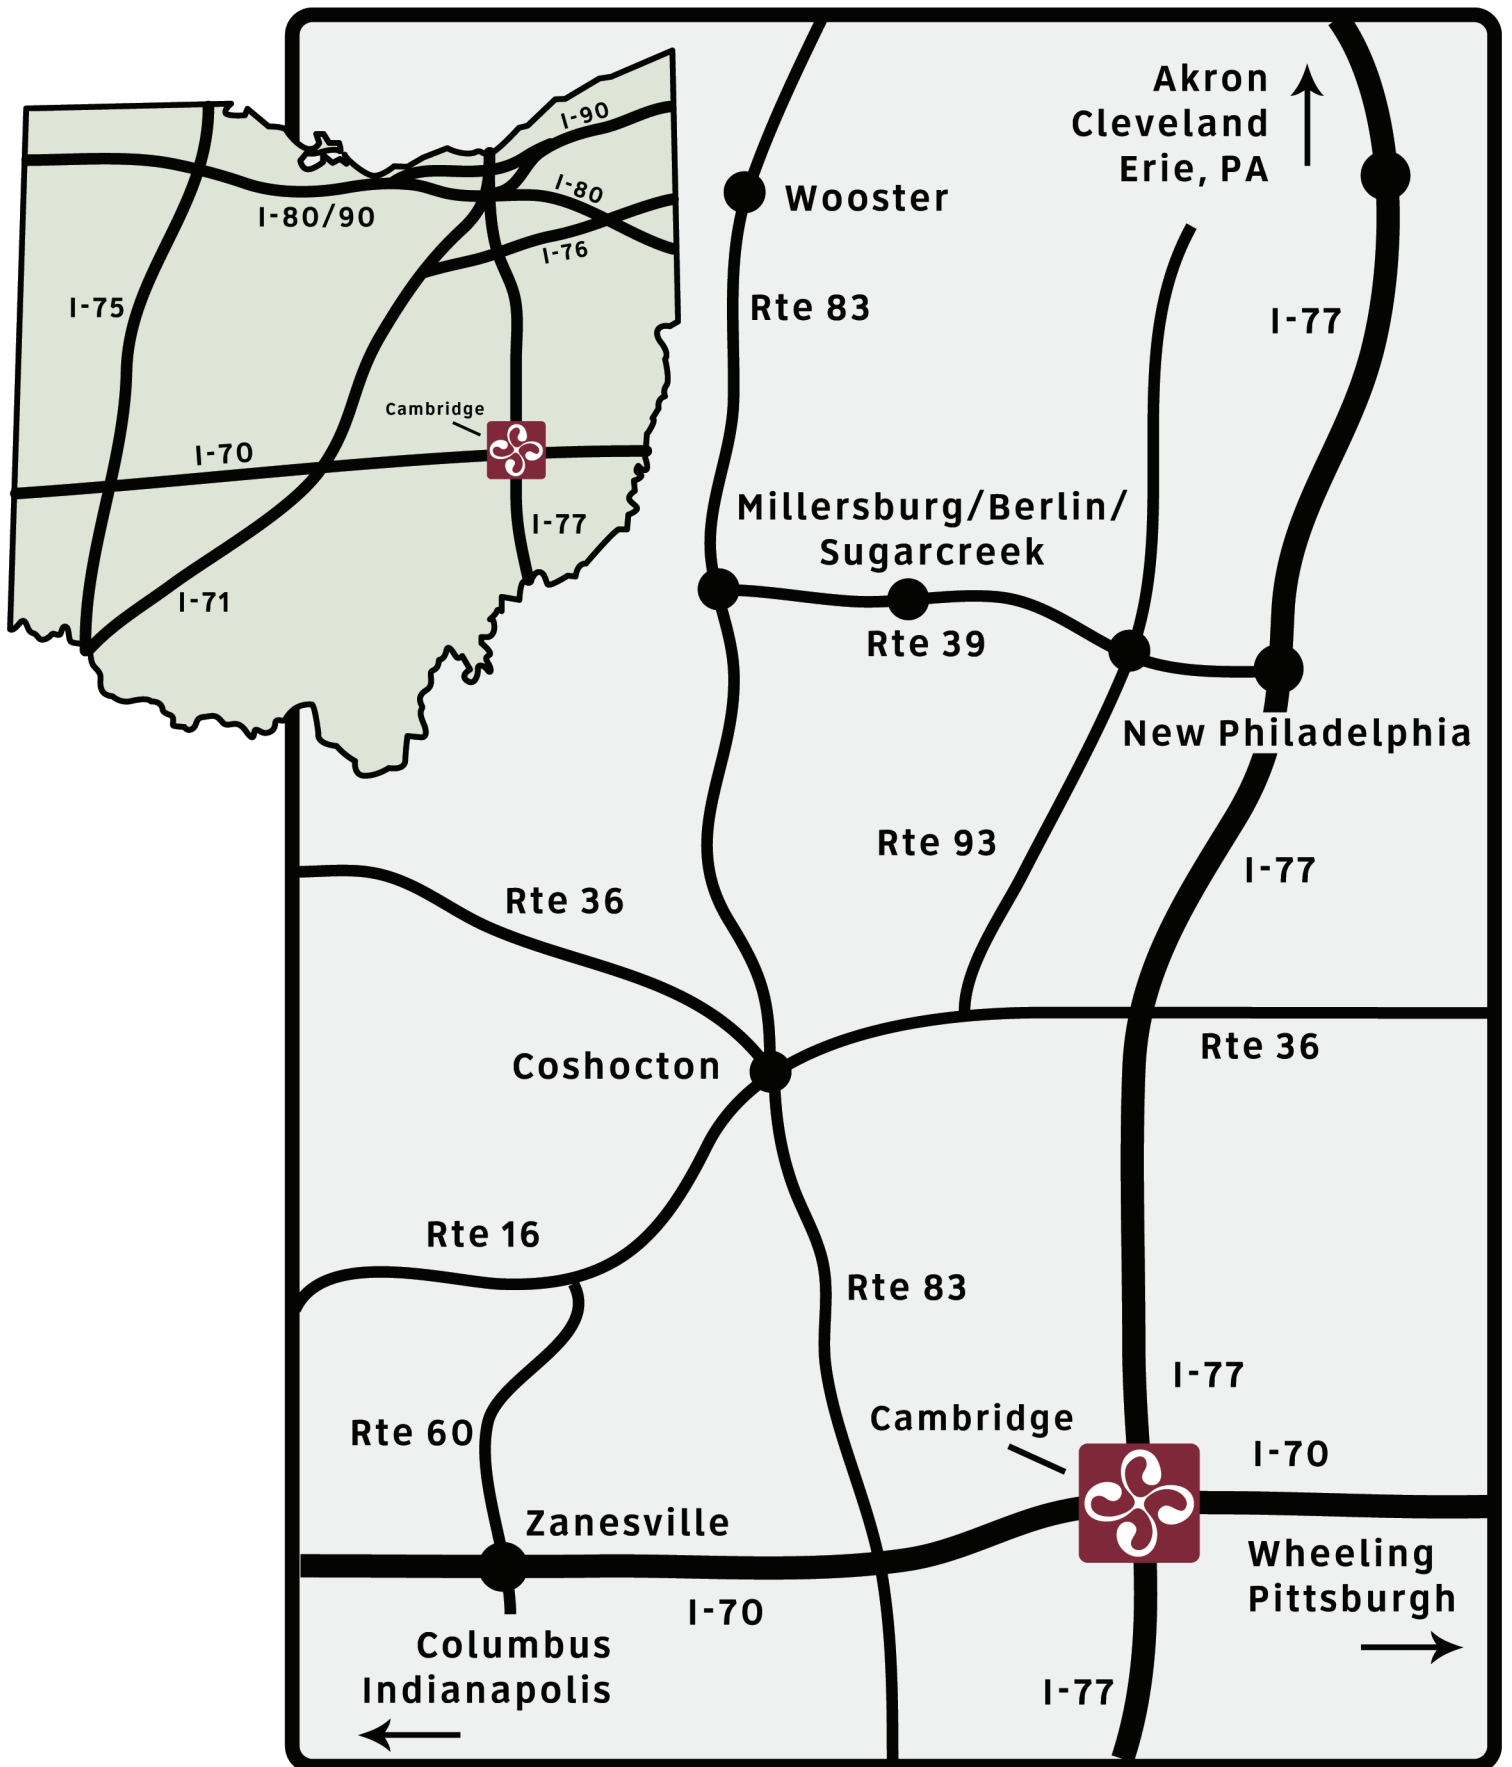 I-90
I-80
I-80/90
I-76
I-75
Cambridge
I-70
I-77
I-71
Akron
Cleveland
Erie, PA
Wooster
Rte 83
I-77
Millersburg/Berlin/
Sugarcreek
Rte 39
New Philadelphia
Rte 93
I-77
Rte 36
Rte 36
Coshocton
Rte 16
Rte 83
I-77
Cambridge
Rte 60
I-70
Zanesville
Wheeling
Pittsburgh
I-70
Columbus
Indianapolis
I-77